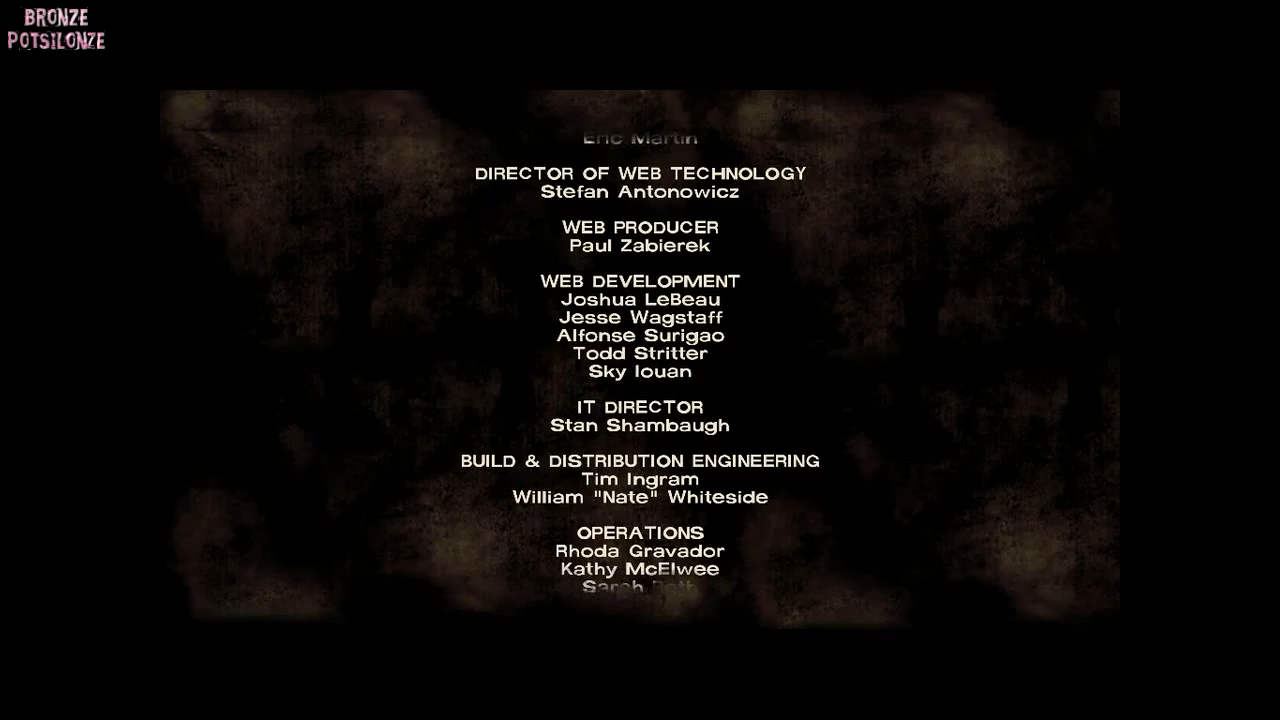 BRONZE
POTSILONZE
Eric Martin
DIRECTOR OF WEB TECHNOLOGY
Stefan Antonowicz
WEB PRODUCER
Paul Zabierek
WEB DEVELOPMENT
Joshua LeBeau
Jesse Wagstaff
Alfonse Surigao
Todd Stritter
Sky Iouan
IT DIRECTOR
Stan Shambaugh
BUILD & DISTRIBUTION ENGINEERING
Tim Ingram
William "Nate" Whiteside
OPERATIONS
Rhoda Gravador
Kathy McElwee
Sarah